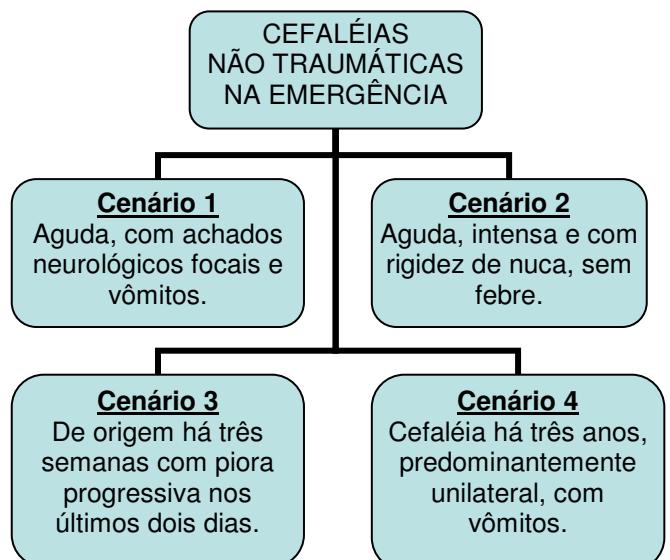 CEFALÉIAS
NÃO TRAUMÁTICAS
NA EMERGÊNCIA
Cenário 1
Aguda, com achados
neurológicos focais e
vômitos.
Cenário 2
Aguda, intensa e com
rigidez de nuca, sem
febre.
Cenário 3
De origem há três
semanas com piora
progressiva nos
últimos dois dias.
Cenário 4
Cefaléia há três anos,
predominantemente
unilateral, com
vômitos.